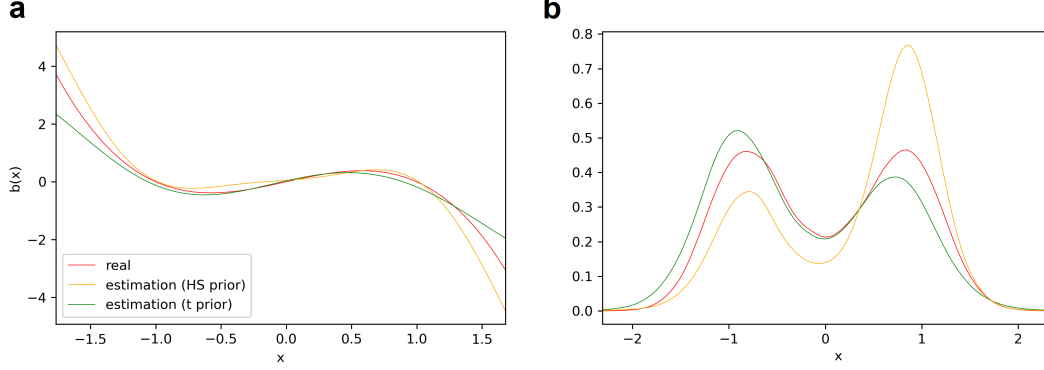 a
b(x)
4
2
0
−2
−4
real
estimation (HS prior)
estimation (t prior)
−1.5 −1.0 −0.5 0.0 0.5 1.0 1.5
x
b
0.8
0.7
0.6
0.5
0.4
0.3
0.2
0.1
0.0
−2 −1 0 1 2
x